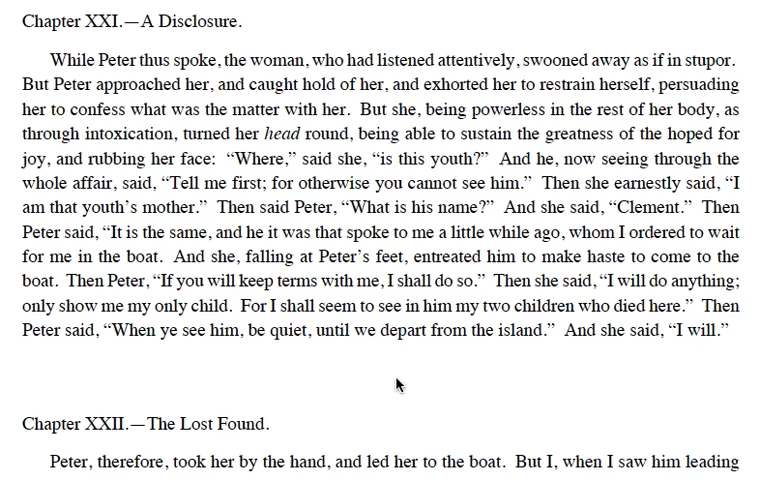 Chapter XXI.—A Disclosure.
While Peter thus spoke, the woman, who had listened attentively, swooned away as if in stupor.
But Peter approached her, and caught hold of her, and exhorted her to restrain herself, persuading
her to confess what was the matter with her. But she, being powerless in the rest of her body, as
through intoxication, turned her head round, being able to sustain the greatness of the hoped for
joy, and rubbing her face: “Where,” said she, “is this youth?” And he, now seeing through the
whole affair, said, “Tell me first; for otherwise you cannot see him.” Then she earnestly said, “I
am that youth’s mother.” Then said Peter, “What is his name?” And she said, “Clement.” Then
Peter said, “It is the same, and he it was that spoke to me a little while ago, whom I ordered to wait
for me in the boat. And she, falling at Peter’s feet, entreated him to make haste to come to the
boat. Then Peter, “If you will keep terms with me, I shall do so.” Then she said, “I will do anything;
only show me my only child. For I shall seem to see in him my two children who died here.” Then
Peter said, “When ye see him, be quiet, until we depart from the island.” And she said, “I will.”
Chapter XXII.—The Lost Found.
Peter, therefore, took her by the hand, and led her to the boat. But I, when I saw him leading